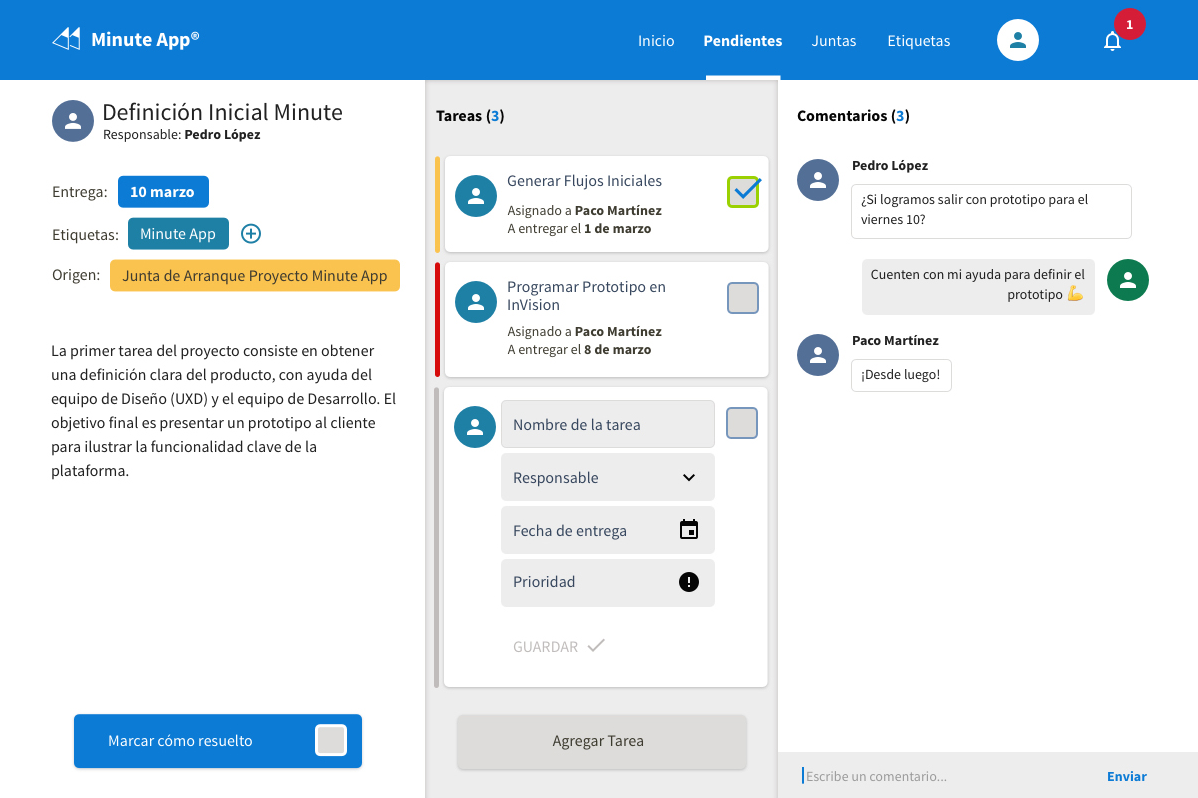 Minute App®
Inicio
Pendientes
Juntas
Etiquetas
1
Definición Inicial Minute
Responsable: Pedro López
Entrega: 10 marzo
Etiquetas: Minute App
Origen: Junta de Arranque Proyecto Minute App
La primer tarea del proyecto consiste en obtener
una definición clara del producto, con ayuda del
equipo de Diseño (UXD) y el equipo de Desarrollo. El
objetivo final es presentar un prototipo al cliente
para ilustrar la funcionalidad clave de la
plataforma.
Marcar cómo resuelto
Tareas (3)
Generar Flujos Iniciales
Asignado a Paco Martínez
A entregar el 1 de marzo
Programar Prototipo en
InVision
Asignado a Paco Martínez
A entregar el 8 de marzo
Nombre de la tarea
Responsable
Fecha de entrega
Prioridad
GUARDAR
Agregar Tarea
Comentarios (3)
Pedro López
¿Si logramos salir con prototipo para el
viernes 10?
Cuenten con mi ayuda para definir el
prototipo 💪
Paco Martínez
¡Desde luego!
Escribe un comentario...
Enviar